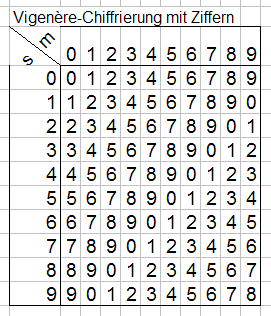 Vigenère-Chiffrierung mit Ziffern
m
s
0 1 2 3 4 5 6 7 8 9
0 0 1 2 3 4 5 6 7 8 9
1 1 2 3 4 5 6 7 8 9 0
2 2 3 4 5 6 7 8 9 0 1
3 3 4 5 6 7 8 9 0 1 2
4 4 5 6 7 8 9 0 1 2 3
5 5 6 7 8 9 0 1 2 3 4
6 6 7 8 9 0 1 2 3 4 5
7 7 8 9 0 1 2 3 4 5 6
8 8 9 0 1 2 3 4 5 6 7
9 9 0 1 2 3 4 5 6 7 8